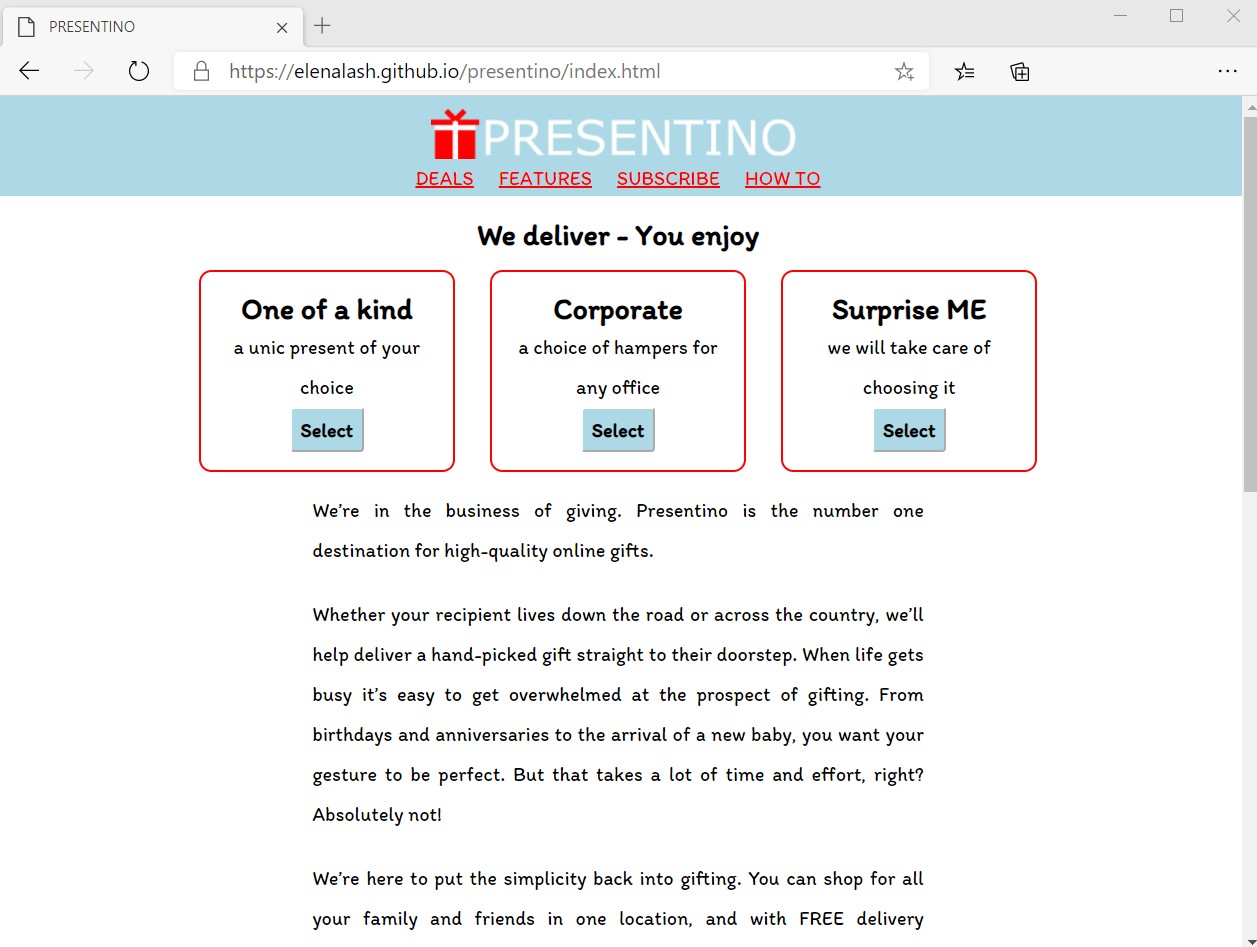 PRESENTINO
https://elenalash.github.io/presentino/index.html
PRESENTINO
DEALS FEATURES SUBSCRIBE HOW TO
We deliver - You enjoy
One of a kind
a unic present of your
choice
Select
Corporate
a choice of hampers for
any office
Select
Surprise ME
we will take care of
choosing it
Select
We’re in the business of giving. Presentino is the number one
destination for high-quality online gifts.
Whether your recipient lives down the road or across the country, we’ll
help deliver a hand-picked gift straight to their doorstep. When life gets
busy it’s easy to get overwhelmed at the prospect of gifting. From
birthdays and anniversaries to the arrival of a new baby, you want your
gesture to be perfect. But that takes a lot of time and effort, right?
Absolutely not!
We’re here to put the simplicity back into gifting. You can shop for all
your family and friends in one location, and with FREE delivery